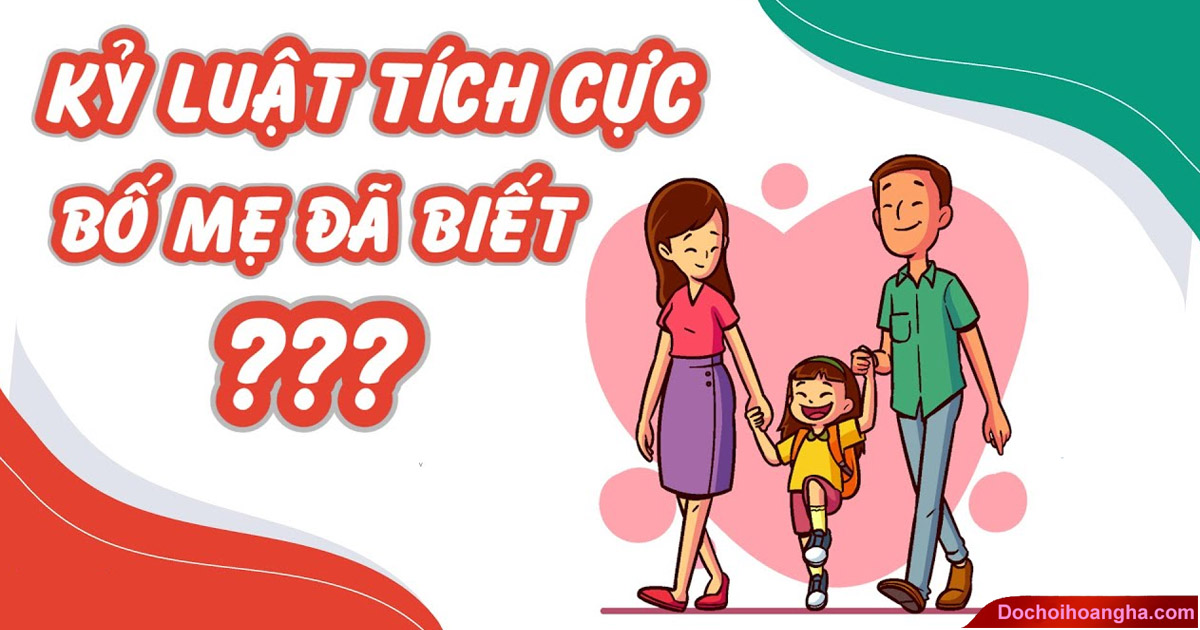 KỶ LUẬT TÍCH CỰC
BỐ MẸ ĐÃ BIẾT
???
v
Dochoihoangha.com